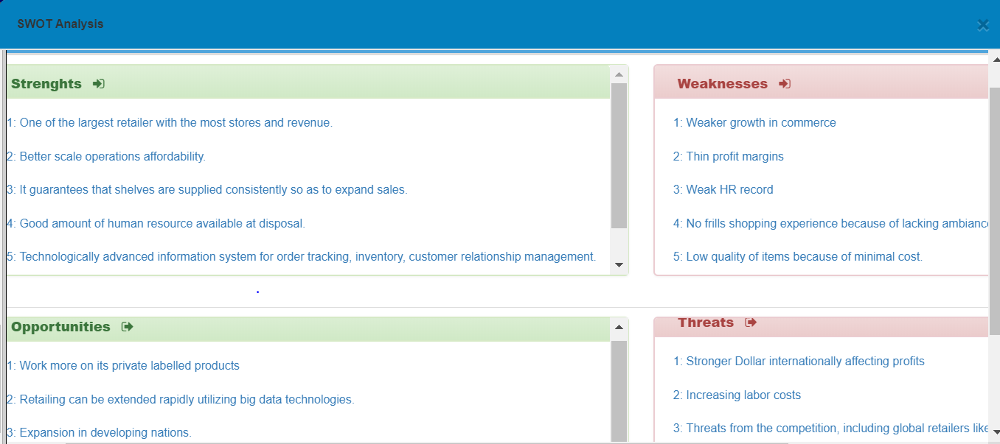 SWOT Analysis
Strenghts
1: One of the largest retailer with the most stores and revenue.
2: Better scale operations affordability.
3: It guarantees that shelves are supplied consistently so as to expand sales.
4: Good amount of human resource available at disposal.
5: Technologically advanced information system for order tracking, inventory, customer relationship management.
Weaknesses
1: Weaker growth in commerce
2: Thin profit margins
3: Weak HR record
4: No frills shopping experience because of lacking ambianc
5: Low quality of items because of minimal cost.
Opportunities
1: Work more on its private labelled products
2: Retailing can be extended rapidly utilizing big data technologies.
3: Expansion in developing nations.
Threats
1: Stronger Dollar internationally affecting profits
2: Increasing labor costs
3: Threats from the competition, including global retailers like